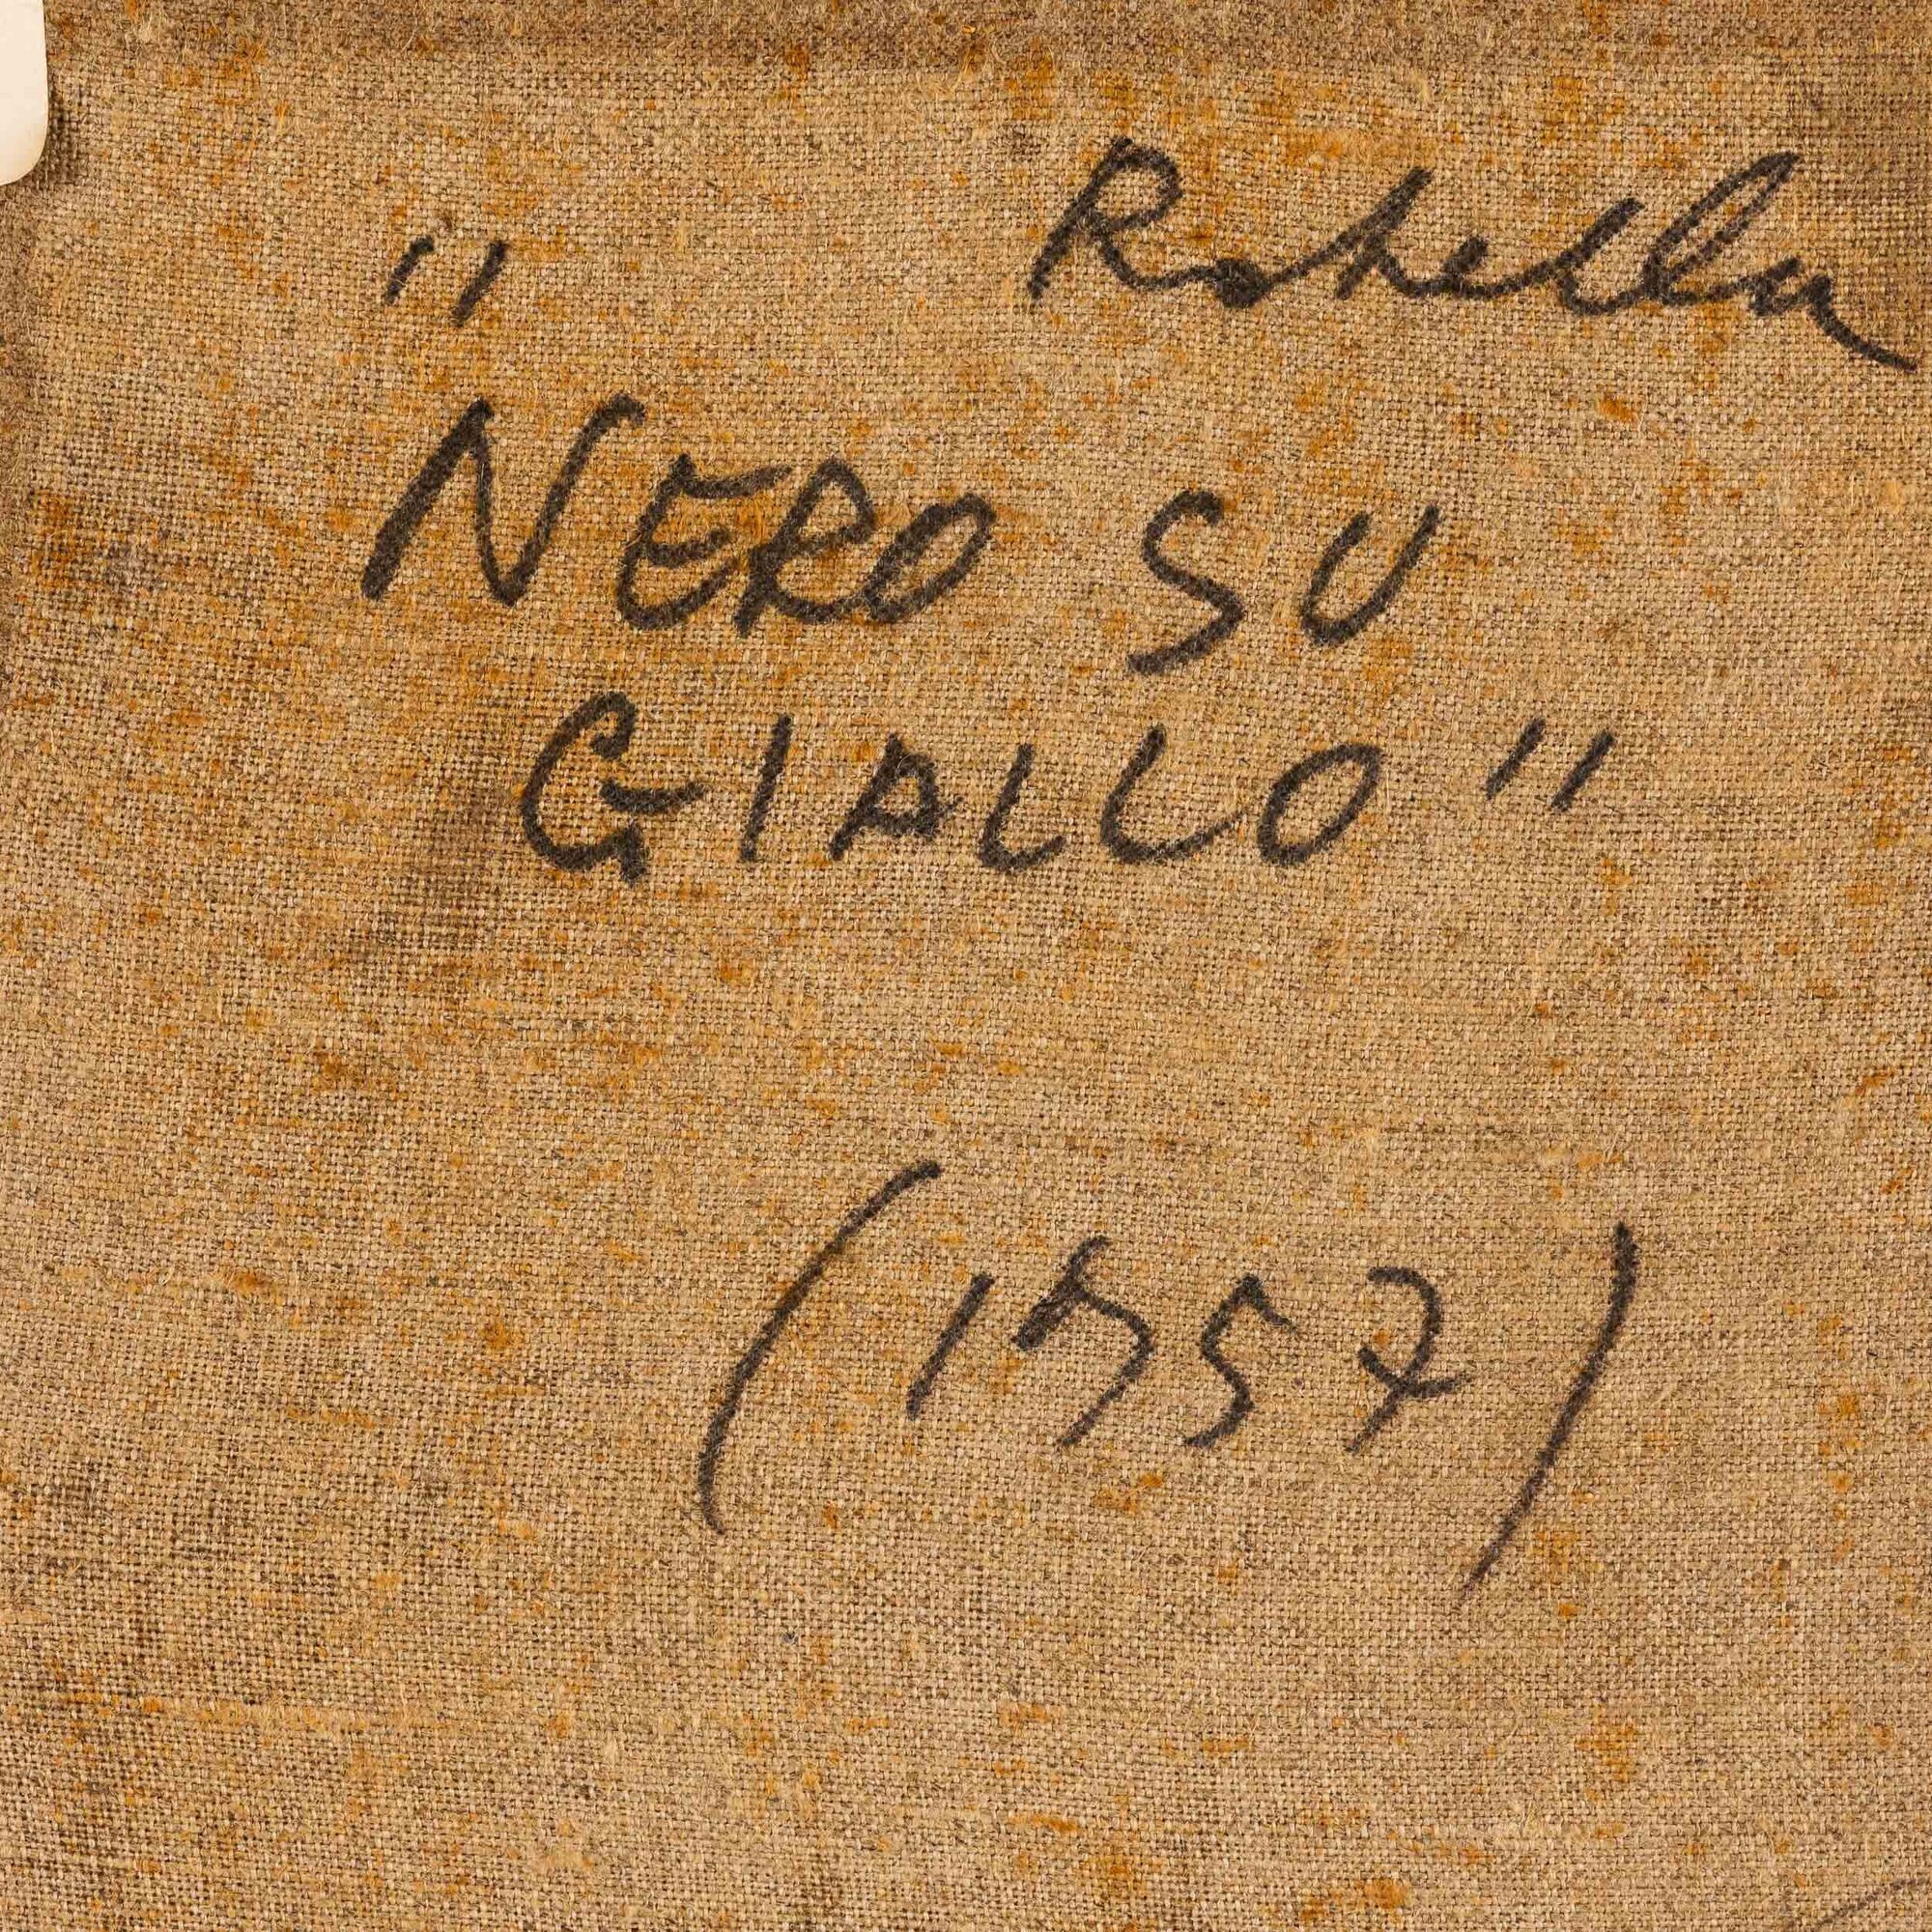 Rotella
"
NERO SU
GIALLO"
(1957)